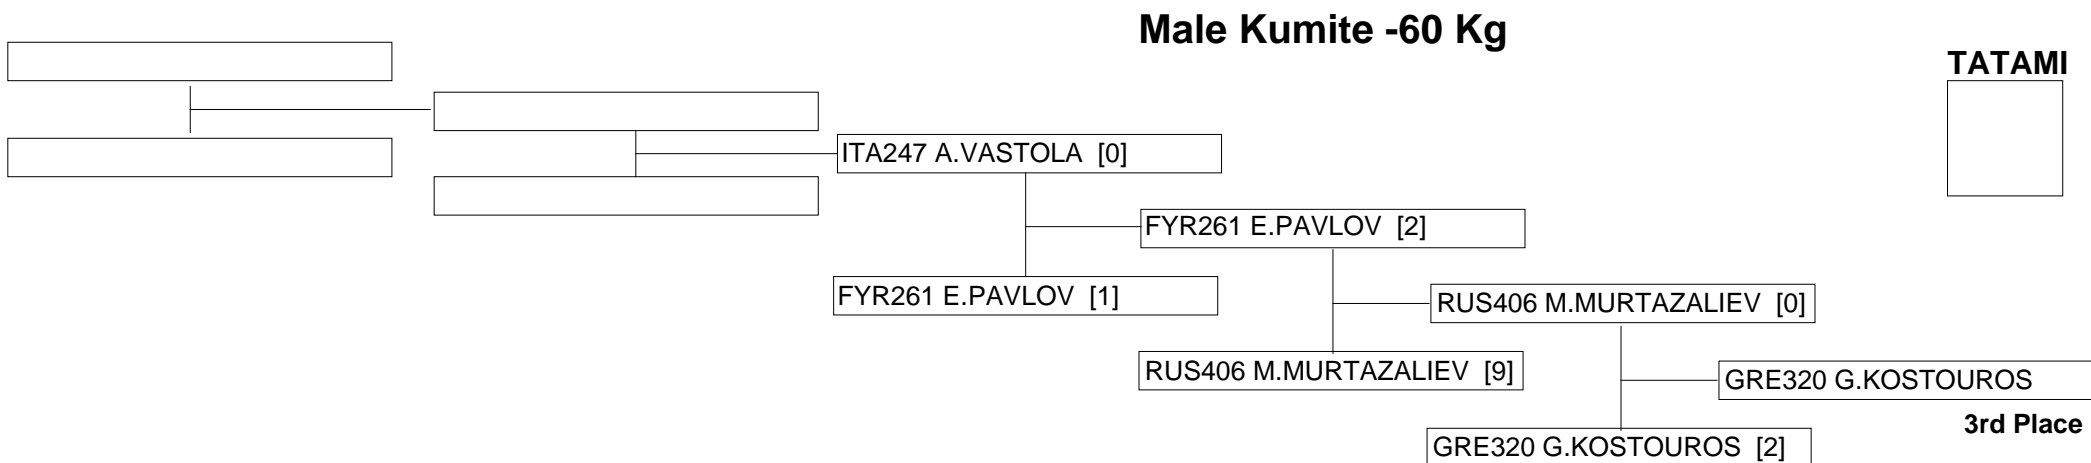 Male Kumite -60 Kg
TATAMI
ITA247 A.VASTOLA [0]
FYR261 E.PAVLOV [2]
FYR261 E.PAVLOV [1]
RUS406 M.MURTAZALIEV [0]
RUS406 M.MURTAZALIEV [9]
GRE320 G.KOSTOUROS
3rd Place
GRE320 G.KOSTOUROS [2]